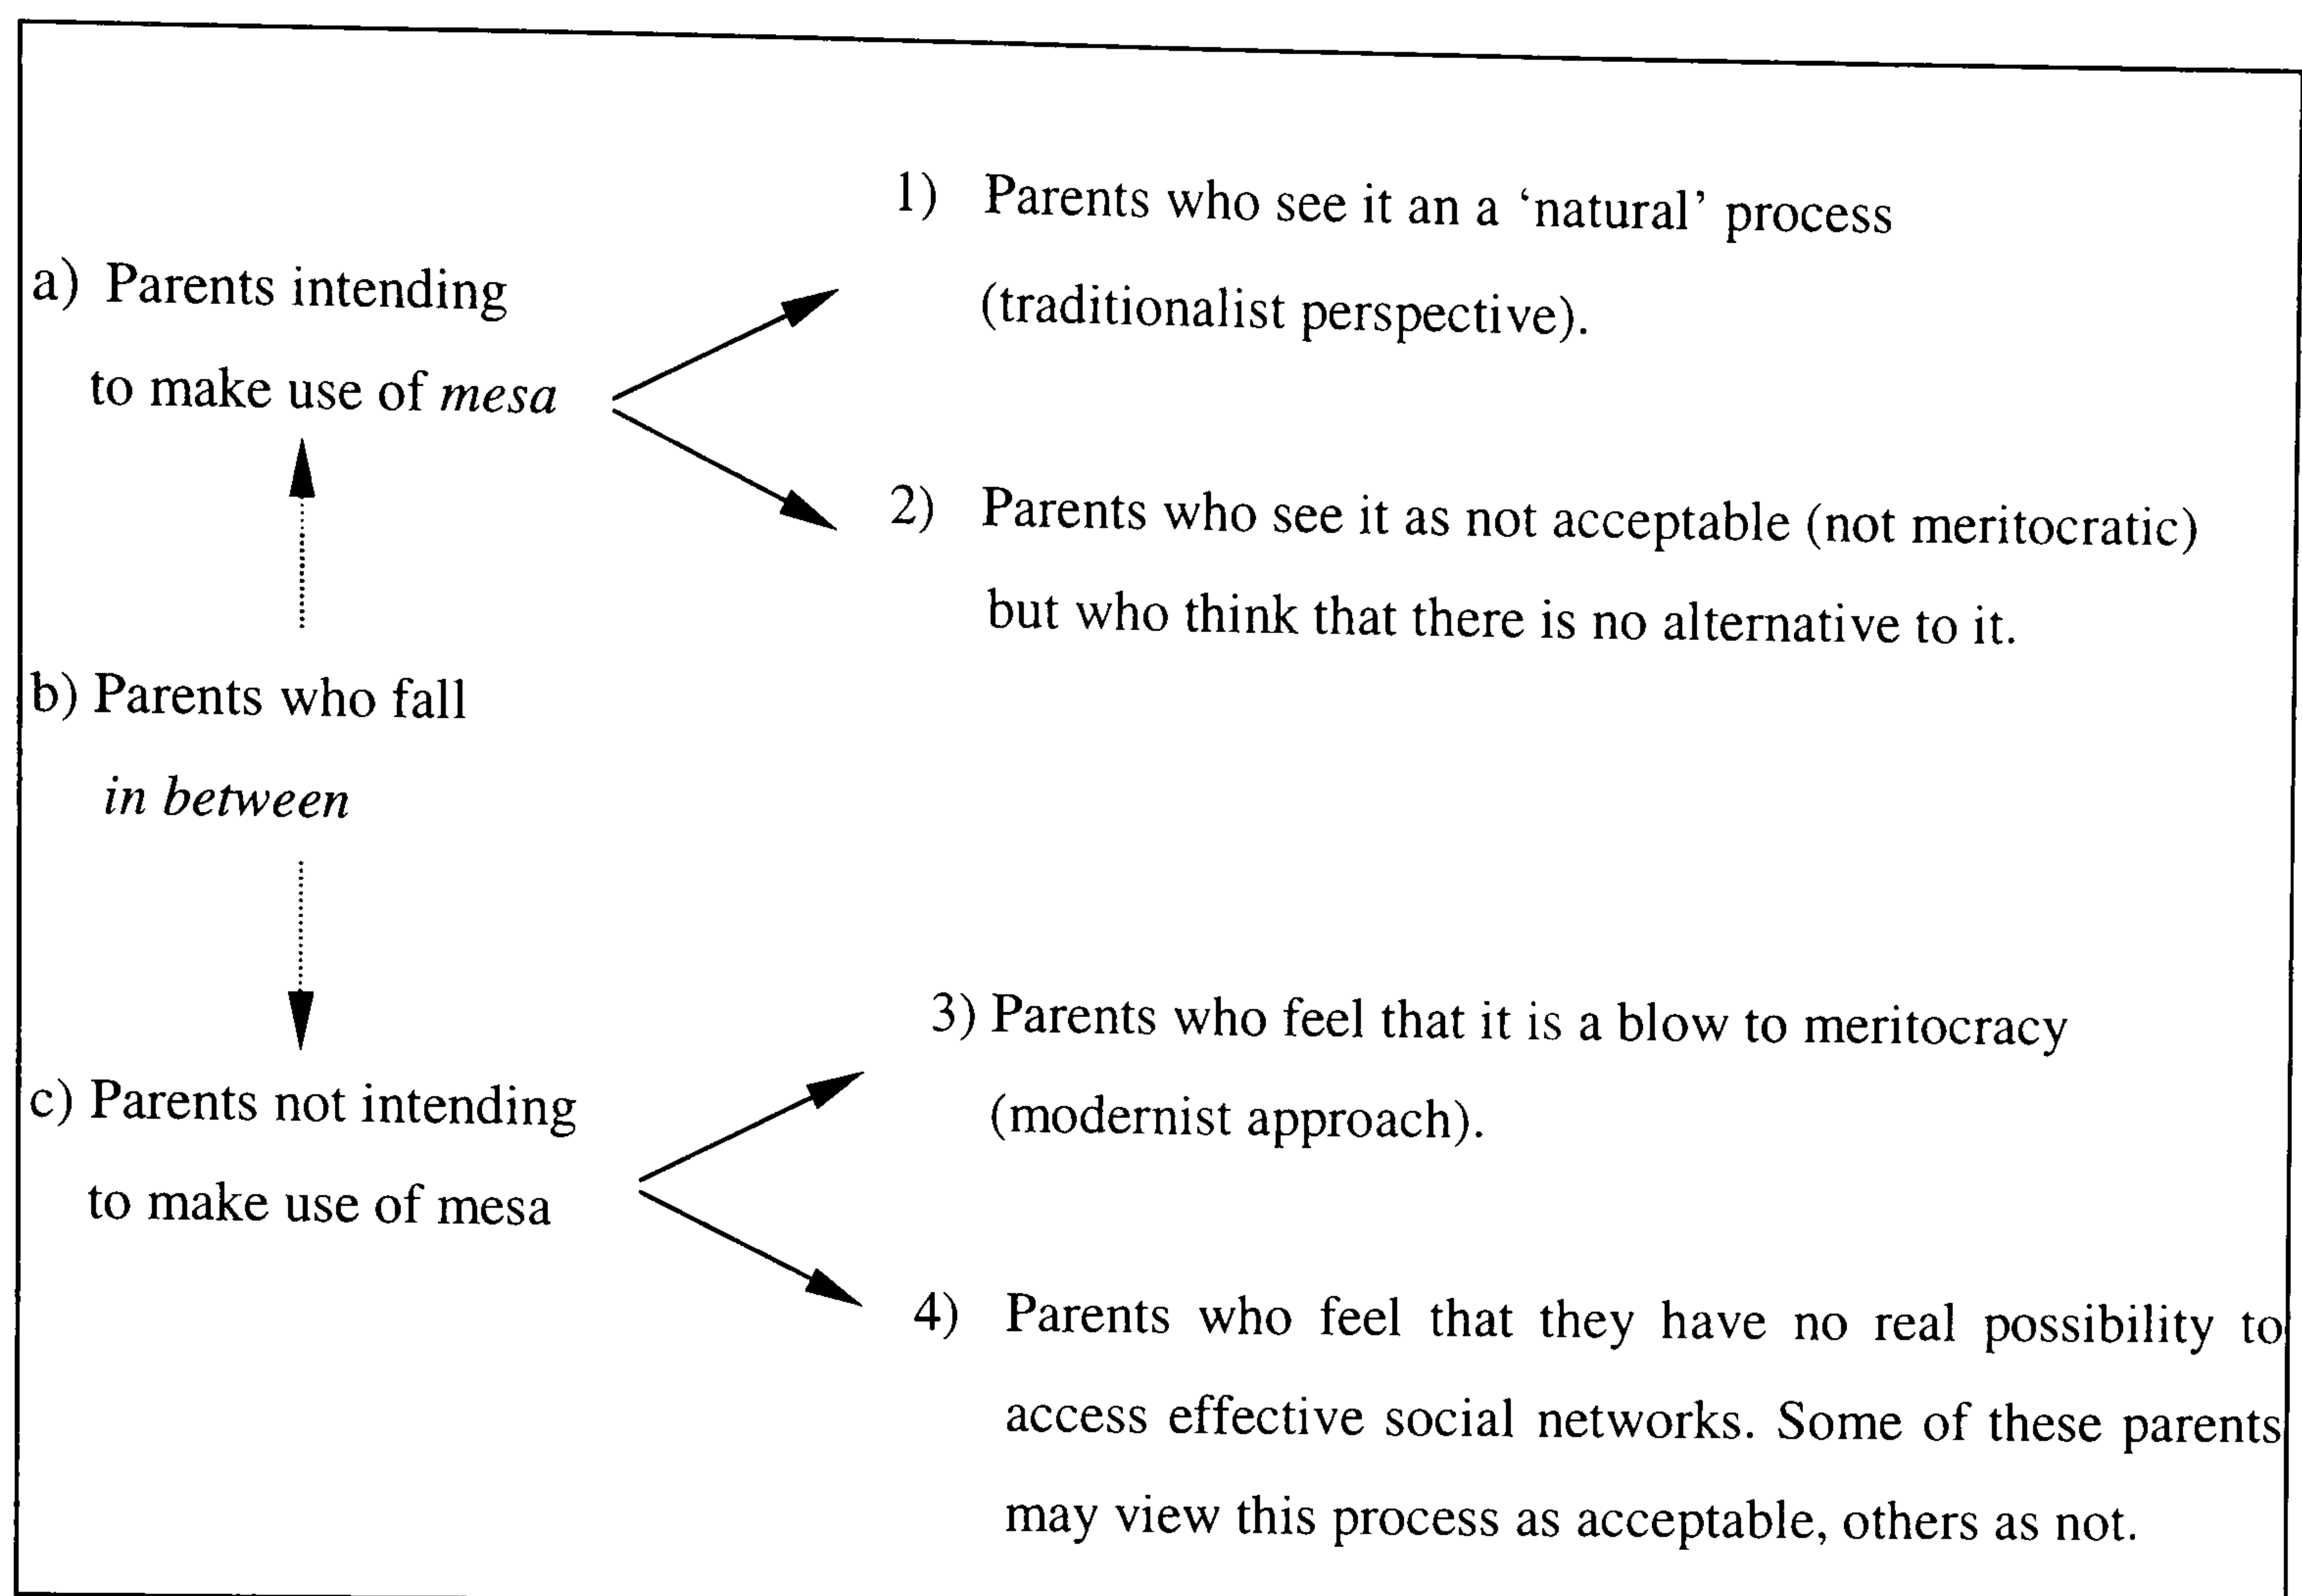 a) Parents intending
to make use of mesa
1) Parents who see it an a ‘natural’ process
(traditionalist perspective).
2) Parents who see it as not acceptable (not meritocratic)
but who think that there is no alternative to it.
b) Parents who fall
in between
c) Parents not intending
to make use of mesa
3) Parents who feel that it is a blow to meritocracy
(modernist approach).
4) Parents who feel that they have no real possibility to
access effective social networks. Some of these parents
may view this process as acceptable, others as not.